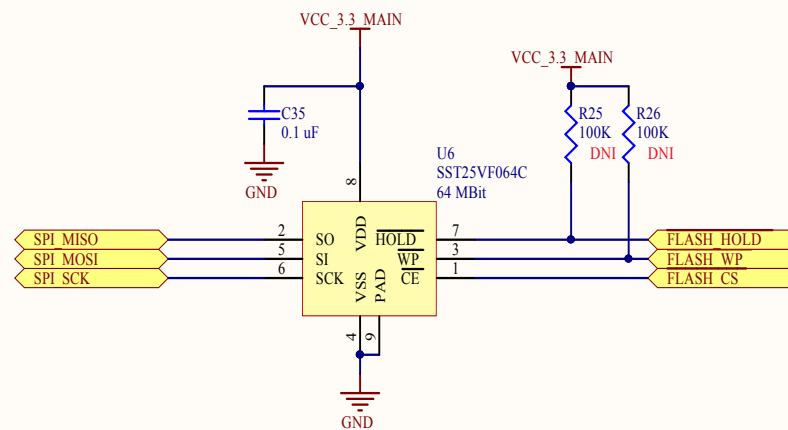 VCC_3.3_MAIN
VCC_3.3_MAIN
C35
0.1 uF
GND
R25
100K
DNI
R26
100K
DNI
U6
SST25VF064C
64 MBit
8
VDD
SPI_MISO
2
SO
HOLD
7
FLASH_HOLD
SPI_MOSI
5
SI
WP
3
FLASH_WP
SPI_SCK
6
SCK
CE
1
FLASH_CS
VSS
PAD
4
9
GND